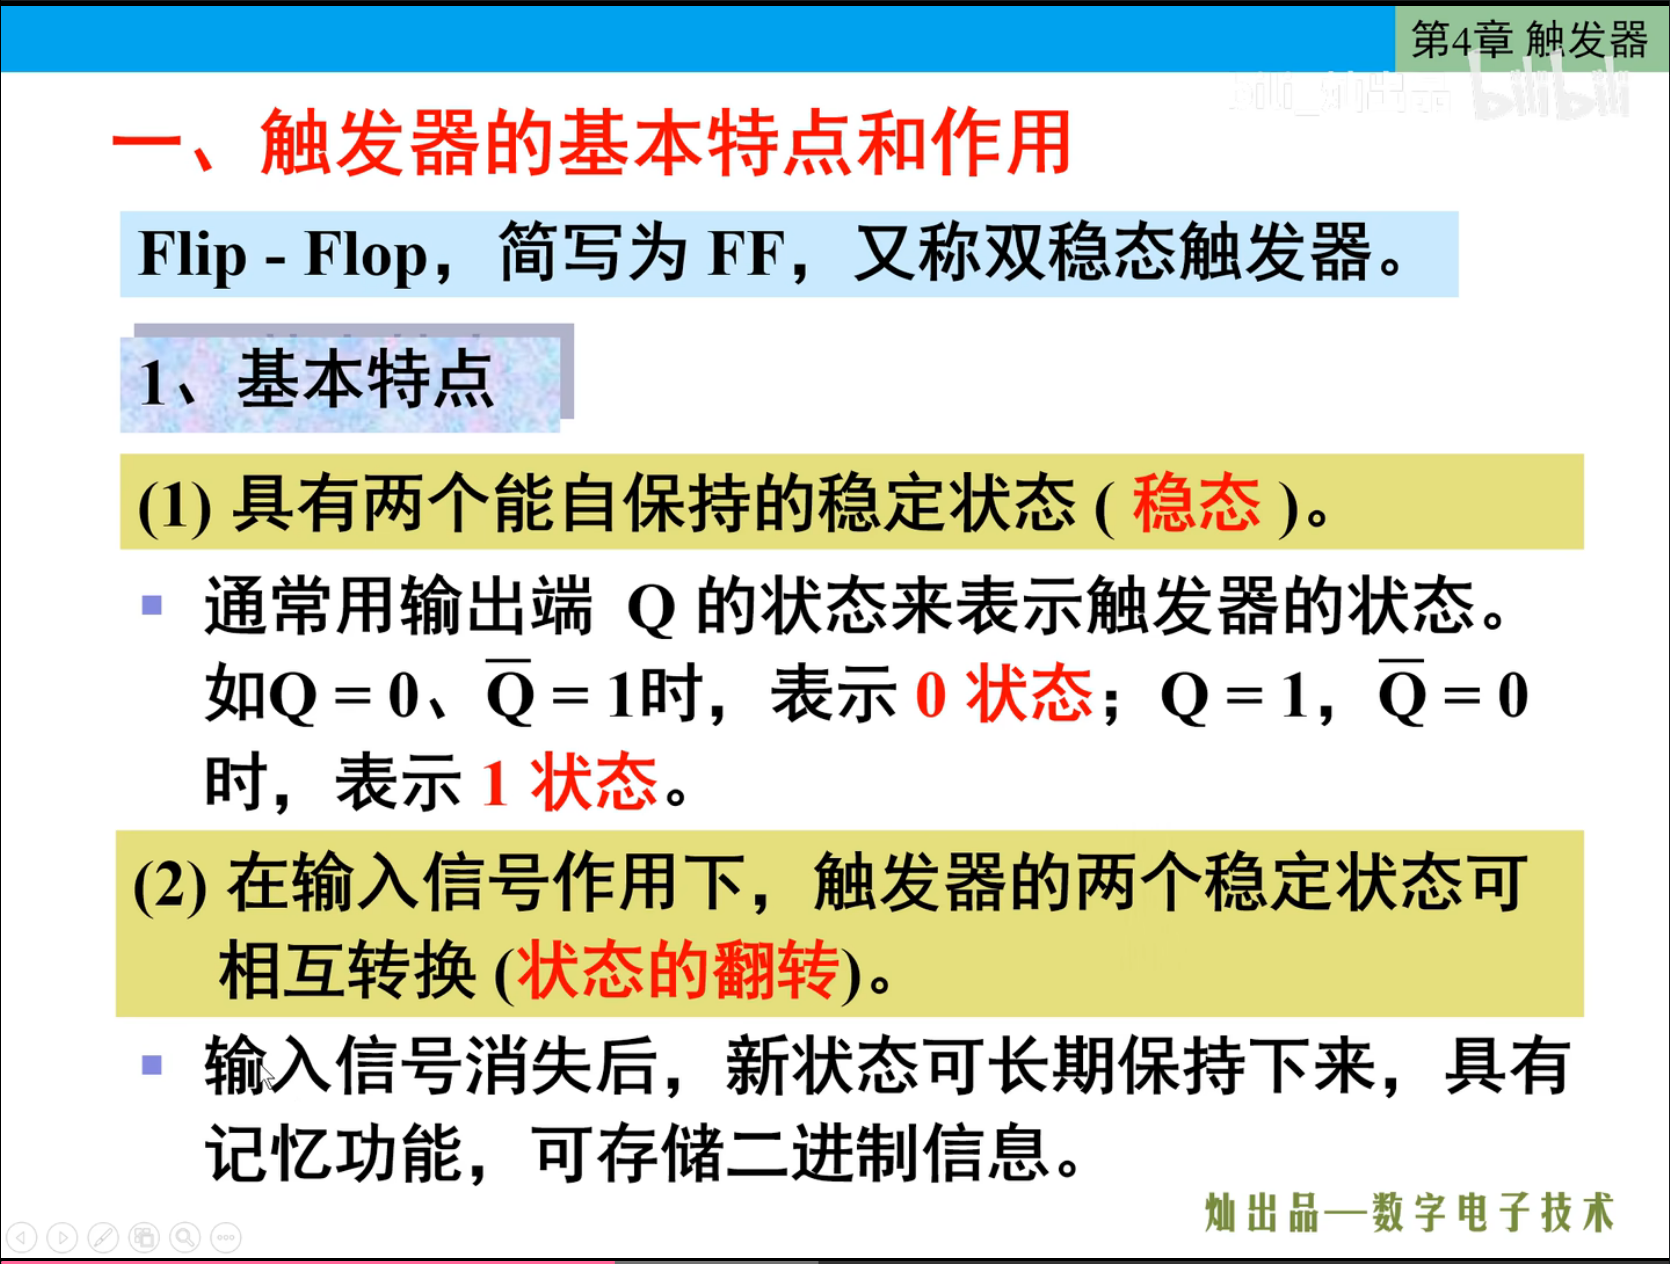 第4章 触发器
bilibili
一、触发器的基本特点和作用
Flip - Flop，简写为 FF，又称双稳态触发器。
1、基本特点
(1) 具有两个能自保持的稳定状态 ( 稳态 )。
通常用输出端 Q 的状态来表示触发器的状态。
如Q = 0、Q̅ = 1时，表示 0 状态；Q = 1，Q̅ = 0
时，表示 1 状态。
(2) 在输入信号作用下，触发器的两个稳定状态可
相互转换 (状态的翻转)。
输入信号消失后，新状态可长期保持下来，具有
记忆功能，可存储二进制信息。
灿出品—数字电子技术